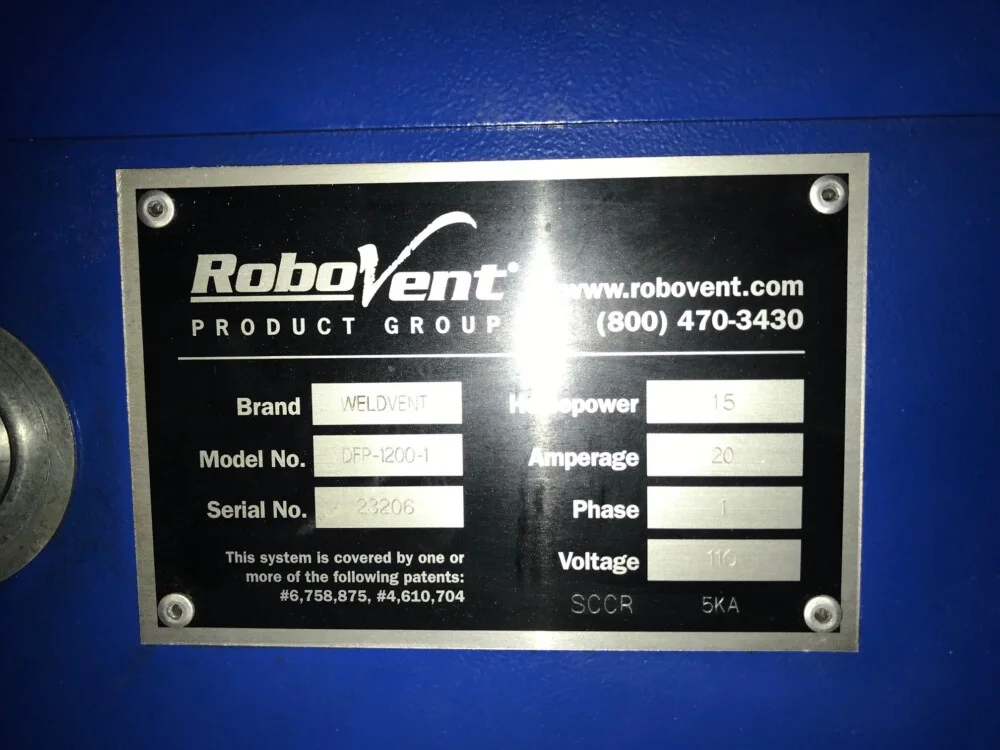 RoboVent®
PRODUCT GROUP
www.robovent.com
(800) 470-3430
Brand WELDVENT
Model No. DFP-1200-1
Serial No. 23206
This system is covered by one or
more of the following patents:
#6,758,875, #4,610,704
Horsepower 15
Amperage 20
Phase 1
Voltage 110
SCCR 5KA